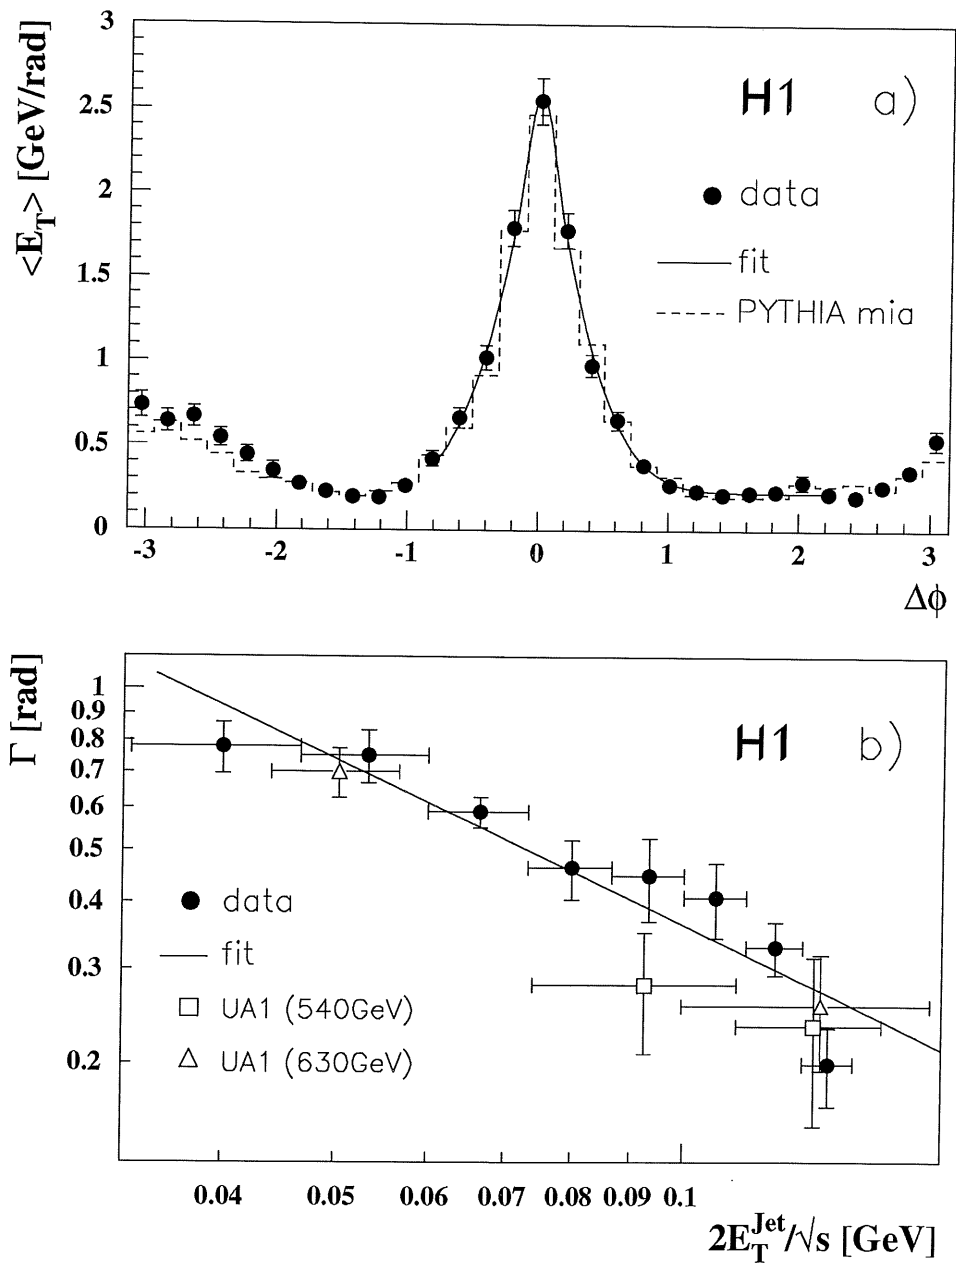 3
2.5
2
1.5
1
0.5
0
<E_T> [GeV/rad]
H1 a)
data
fit
PYTHIA mia
-3 -2 -1 0 1 2 3
Δϕ
Γ [rad]
1
0.9
0.8
0.7
0.6
0.5
0.4
0.3
0.2
H1 b)
data
fit
UA1 (540GeV)
UA1 (630GeV)
0.04 0.05 0.06 0.07 0.08 0.09 0.1
2E_T^Jet/√s [GeV]